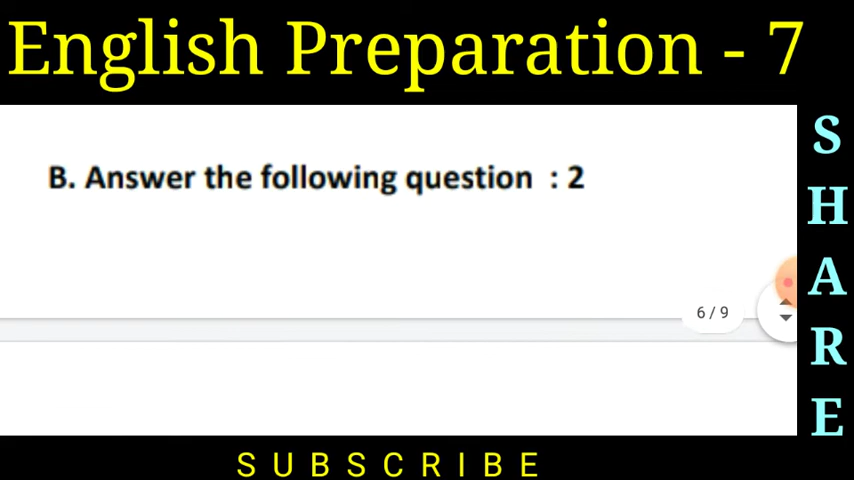 English Preparation - 7
B. Answer the following question : 2
6 / 9
S
H
A
R
E
S U B S C R I B E